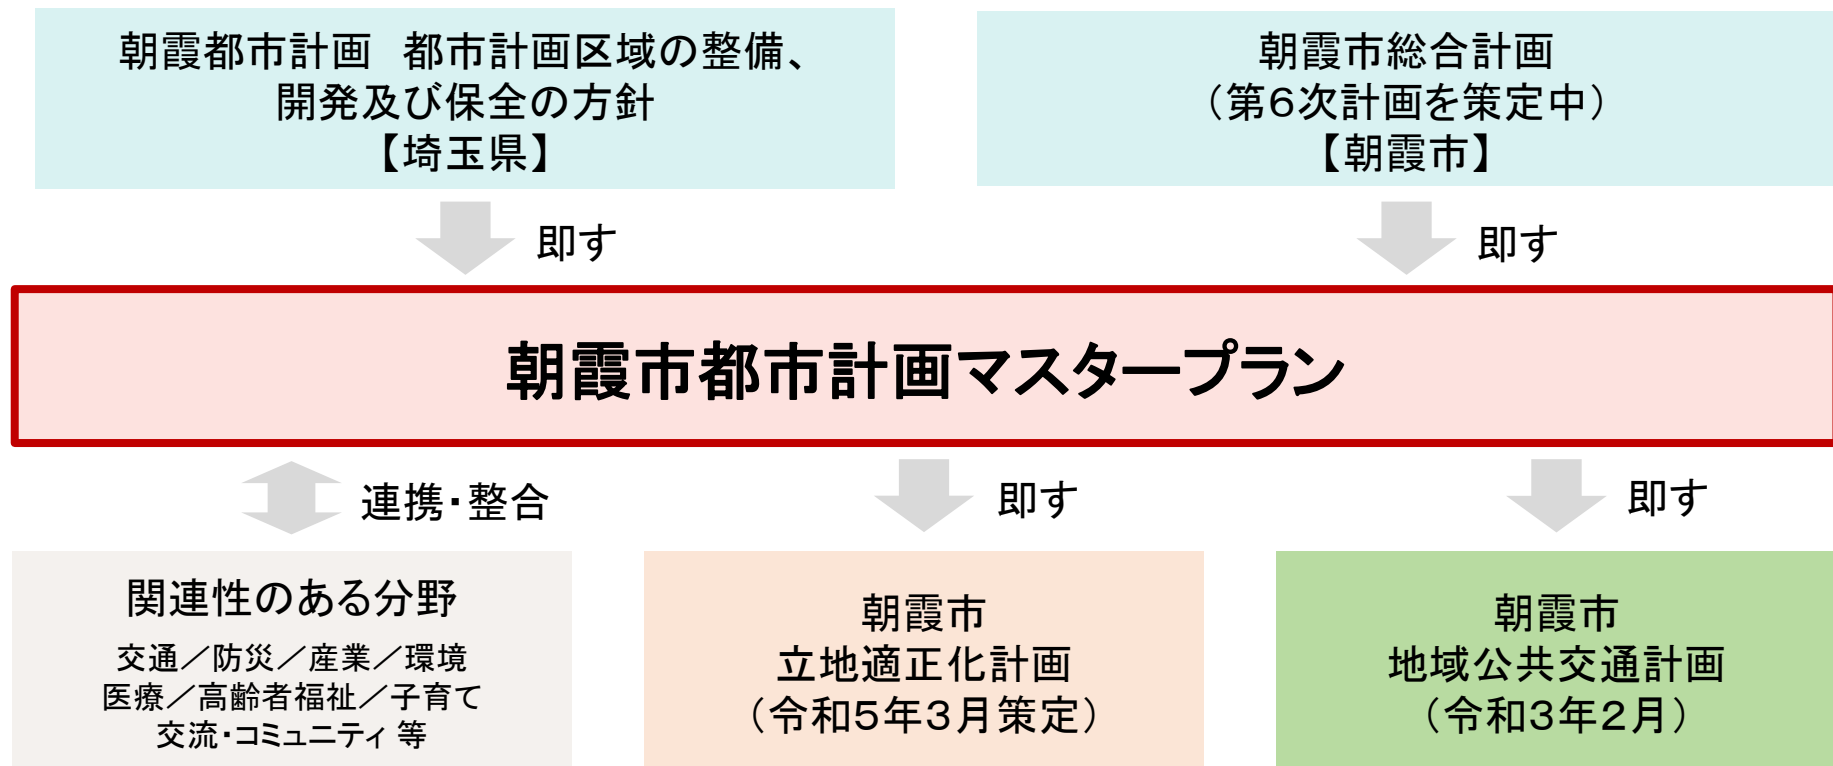 朝霞都市計画　都市計画区域の整備、
開発及び保全の方針
【埼玉県】
朝霞市総合計画
（第６次計画を策定中）
【朝霞市】
即す
即す
朝霞市都市計画マスタープラン
連携・整合
即す
即す
関連性のある分野
交通／防災／産業／環境
医療／高齢者福祉／子育て
交流・コミュニティ 等
朝霞市
立地適正化計画
（令和５年３月策定）
朝霞市
地域公共交通計画
（令和３年２月）